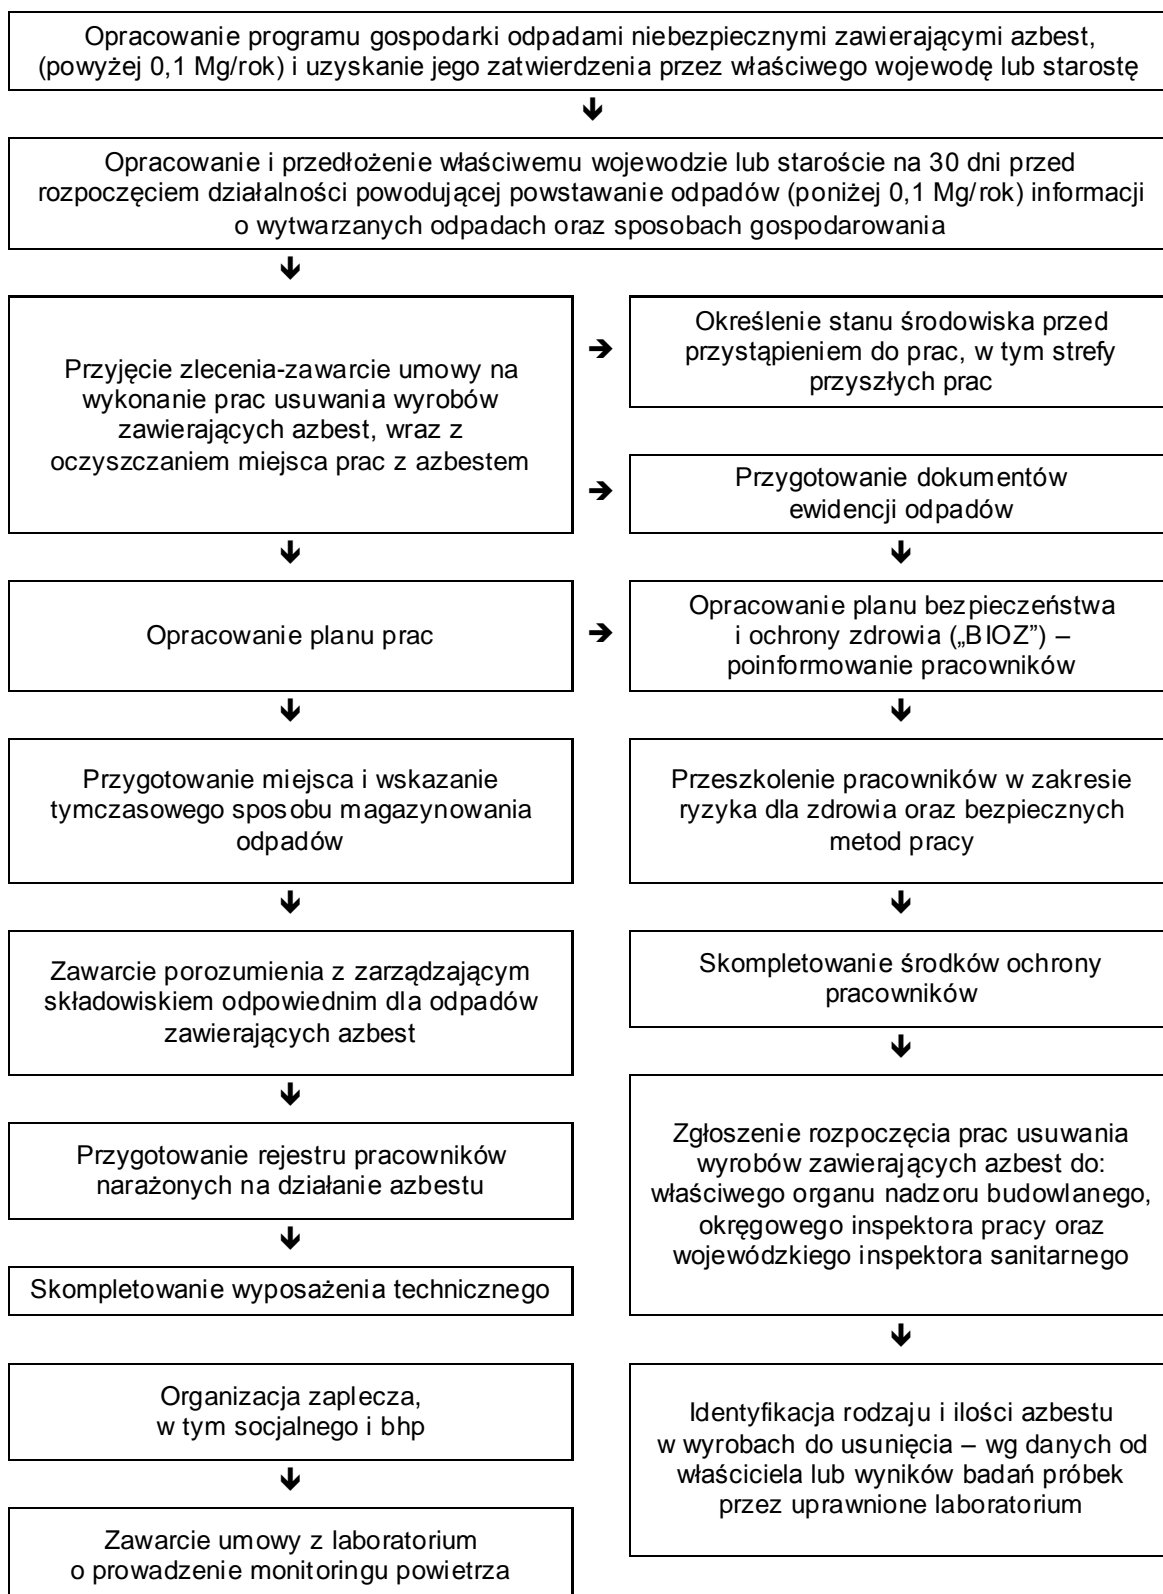 Opracowanie programu gospodarki odpadami niebezpiecznymi zawierającymi azbest,
(powyżej 0,1 Mg/rok) i uzyskanie jego zatwierdzenia przez właściwego wojewodę lub starostę
Opracowanie i przedłożenie właściwemu wojewodzie lub staroście na 30 dni przed
rozpoczęciem działalności powodującej powstawanie odpadów (poniżej 0,1 Mg/rok) informacji
o wytwarzanych odpadach oraz sposobach gospodarowania
Przyjęcie zlecenia-zawarcie umowy na
wykonanie prac usuwania wyrobów
zawierających azbest, wraz z
oczyszczaniem miejsca prac z azbestem
Określenie stanu środowiska przed
przystąpieniem do prac, w tym strefy
przyszłych prac
Przygotowanie dokumentów
ewidencji odpadów
Opracowanie planu prac
Opracowanie planu bezpieczeństwa
i ochrony zdrowia („BIOZ”) –
poinformowanie pracowników
Przygotowanie miejsca i wskazanie
tymczasowego sposobu magazynowania
odpadów
Przeszkolenie pracowników w zakresie
ryzyka dla zdrowia oraz bezpiecznych
metod pracy
Zawarcie porozumienia z zarządzającym
składowiskiem odpowiednim dla odpadów
zawierających azbest
Skompletowanie środków ochrony
pracowników
Przygotowanie rejestru pracowników
narażonych na działanie azbestu
Zgłoszenie rozpoczęcia prac usuwania
wyrobów zawierających azbest do:
właściwego organu nadzoru budowlanego,
okręgowego inspektora pracy oraz
wojewódzkiego inspektora sanitarnego
Skompletowanie wyposażenia technicznego
Organizacja zaplecza,
w tym socjalnego i bhp
Identyfikacja rodzaju i ilości azbestu
w wyrobach do usunięcia – wg danych od
właściciela lub wyników badań próbek
przez uprawnione laboratorium
Zawarcie umowy z laboratorium
o prowadzenie monitoringu powietrza